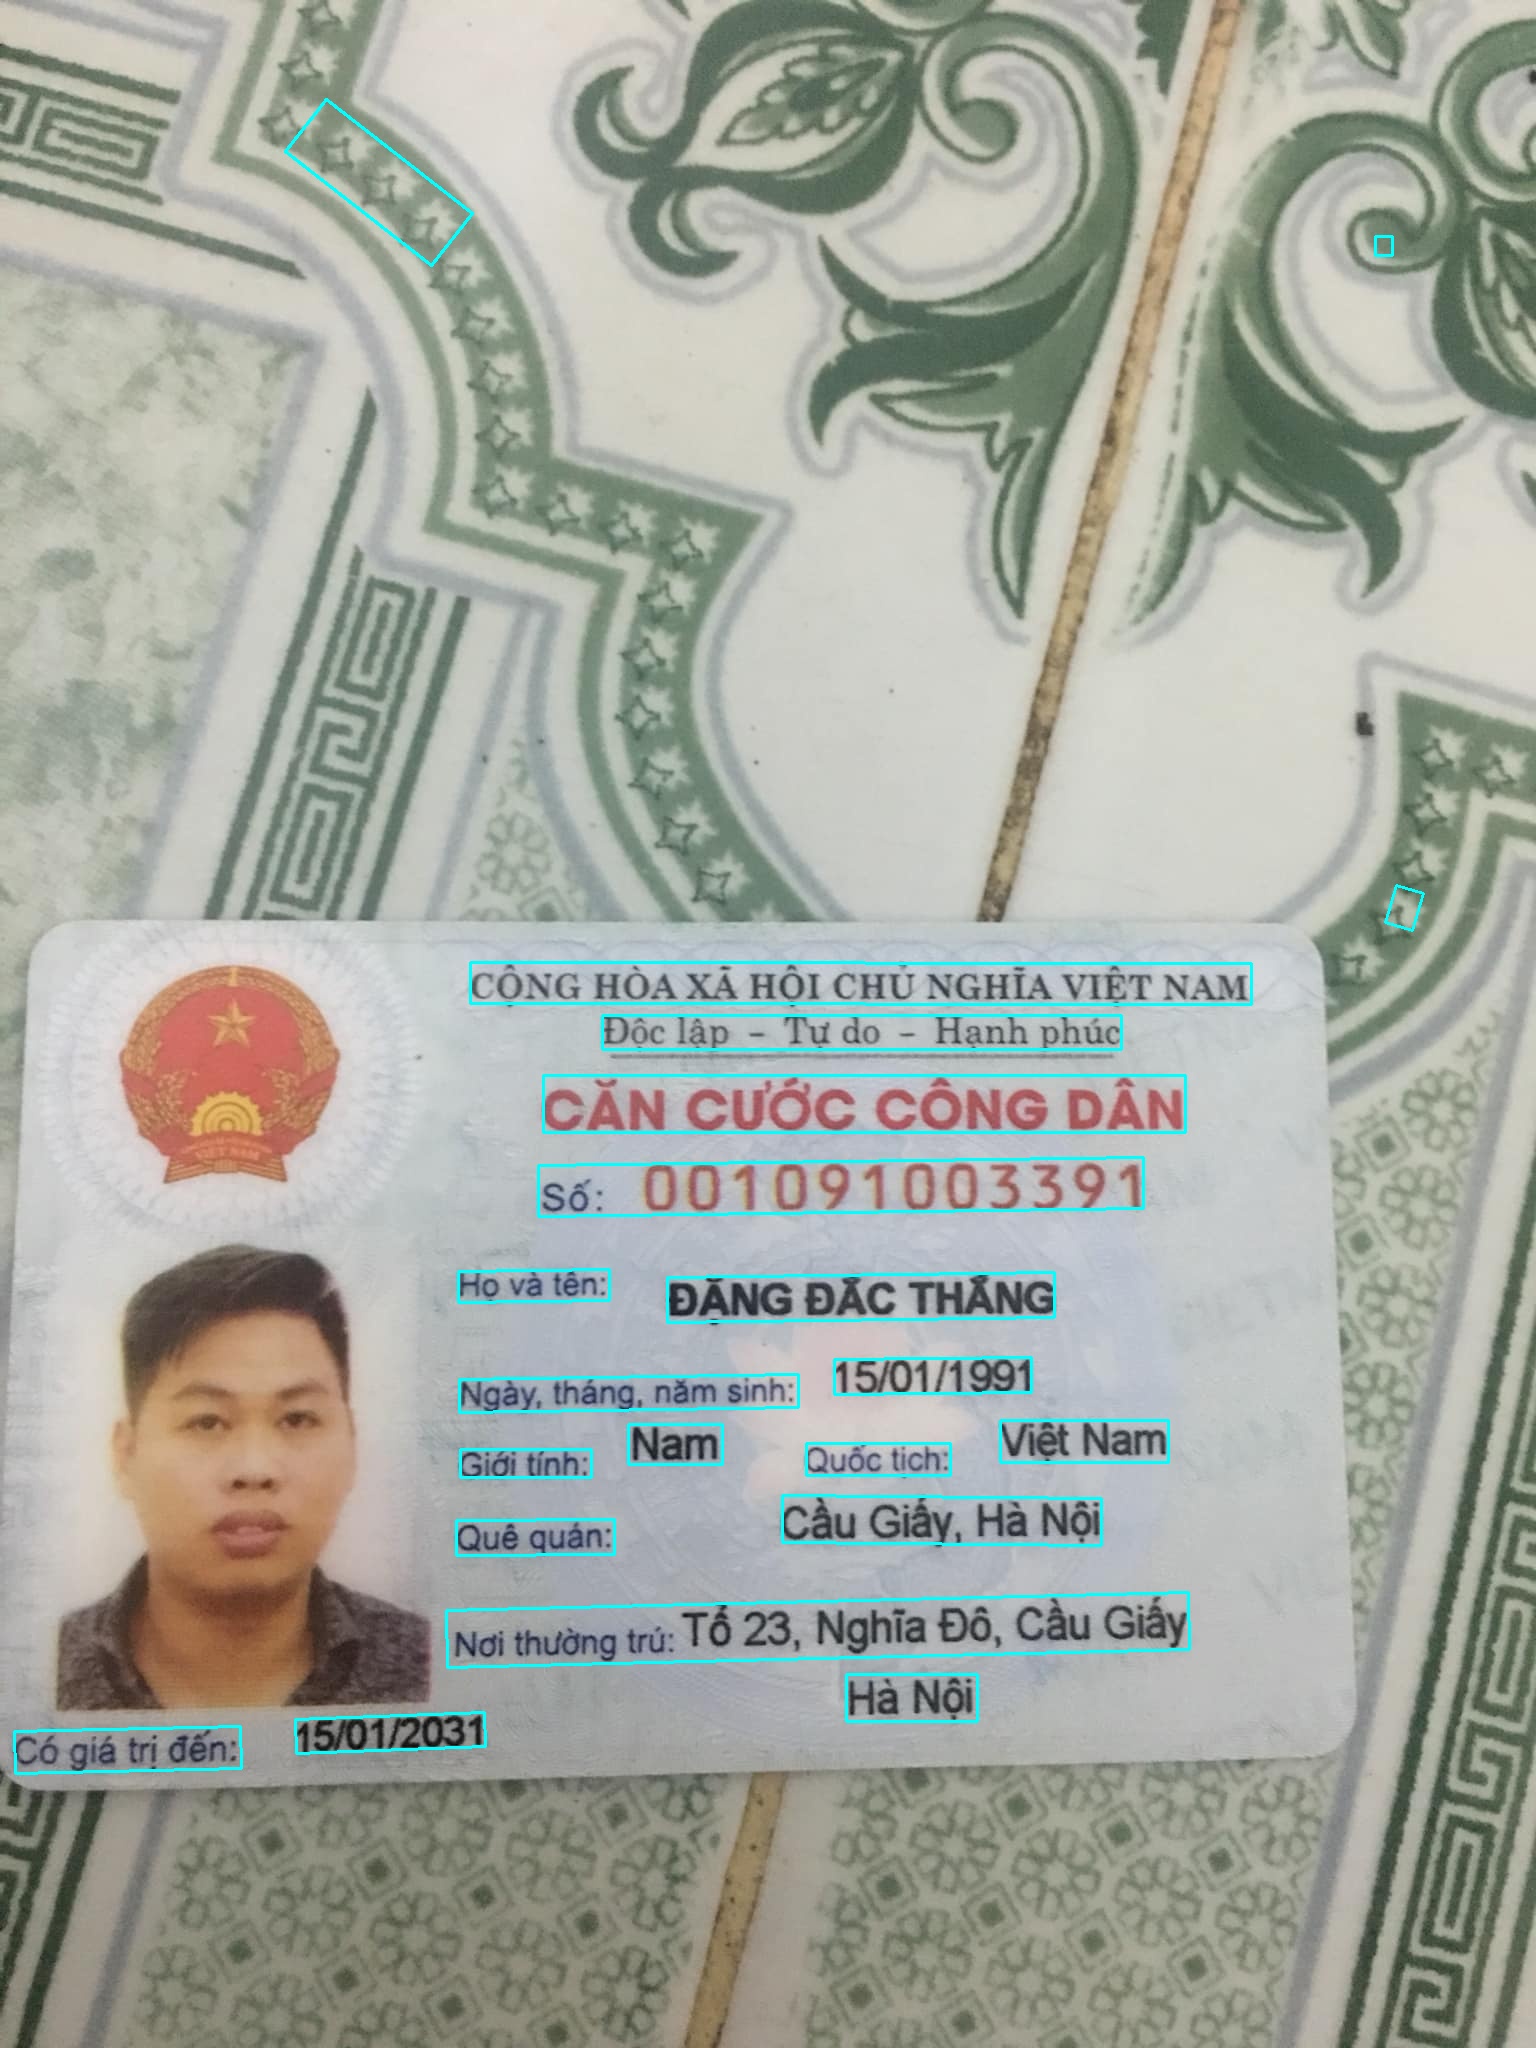 CỘNG HÒA XÃ HỘI CHỦ NGHĨA VIỆT NAM
Độc lập - Tự do - Hạnh phúc
CĂN CƯỚC CÔNG DÂN
Số: 001091003391
Họ và tên: ĐẶNG ĐẮC THẮNG
Ngày, tháng, năm sinh: 15/01/1991
Giới tính: Nam Quốc tịch: Việt Nam
Quê quán: Cầu Giấy, Hà Nội
Nơi thường trú: Tổ 23, Nghĩa Đô, Cầu Giấy
Hà Nội
Có giá trị đến: 15/01/2031
VIỆT NAM